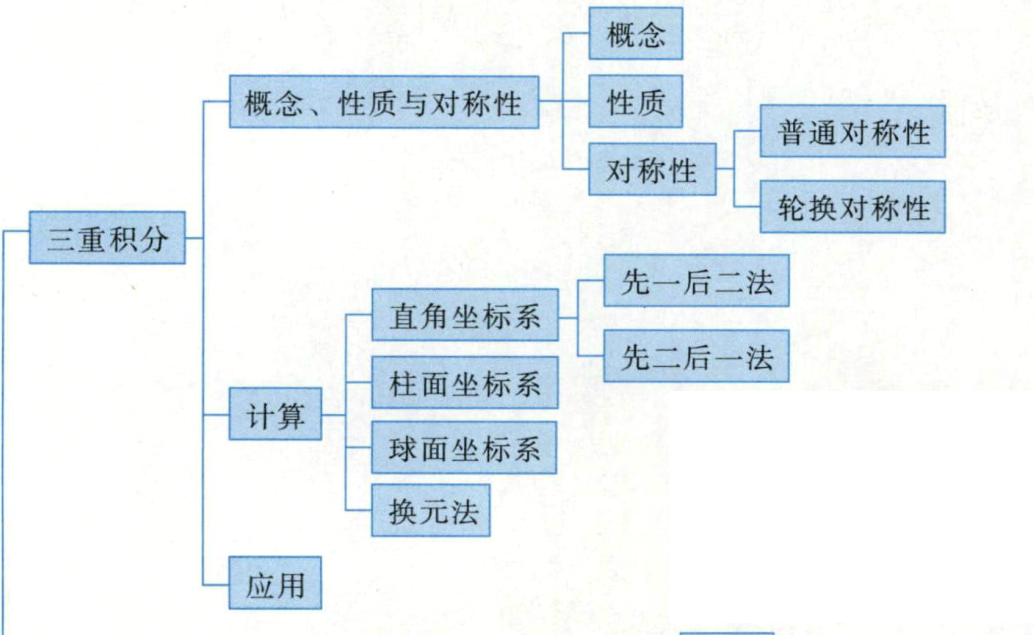 概念
概念、性质与对称性
性质
普通对称性
对称性
轮换对称性
三重积分
先一后二法
直角坐标系
先二后一法
柱面坐标系
计算
球面坐标系
换元法
应用